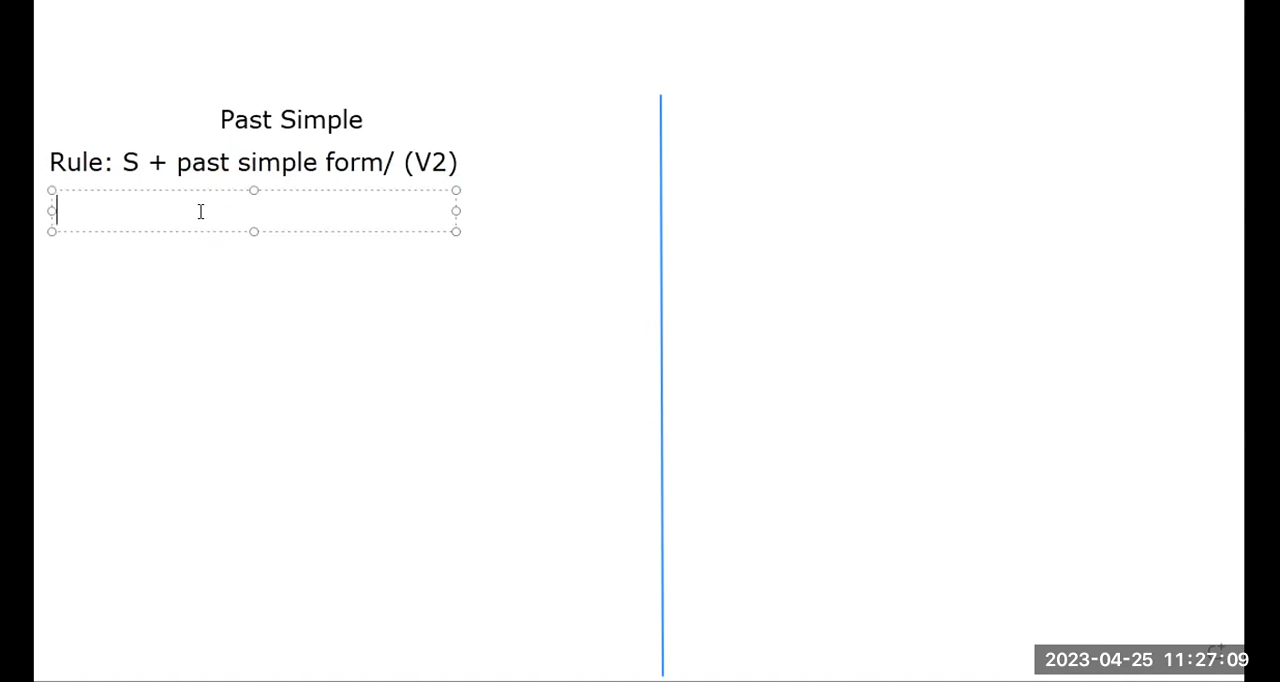 Past Simple
Rule: S + past simple form/ (V2)
2023-04-25 11:27:09